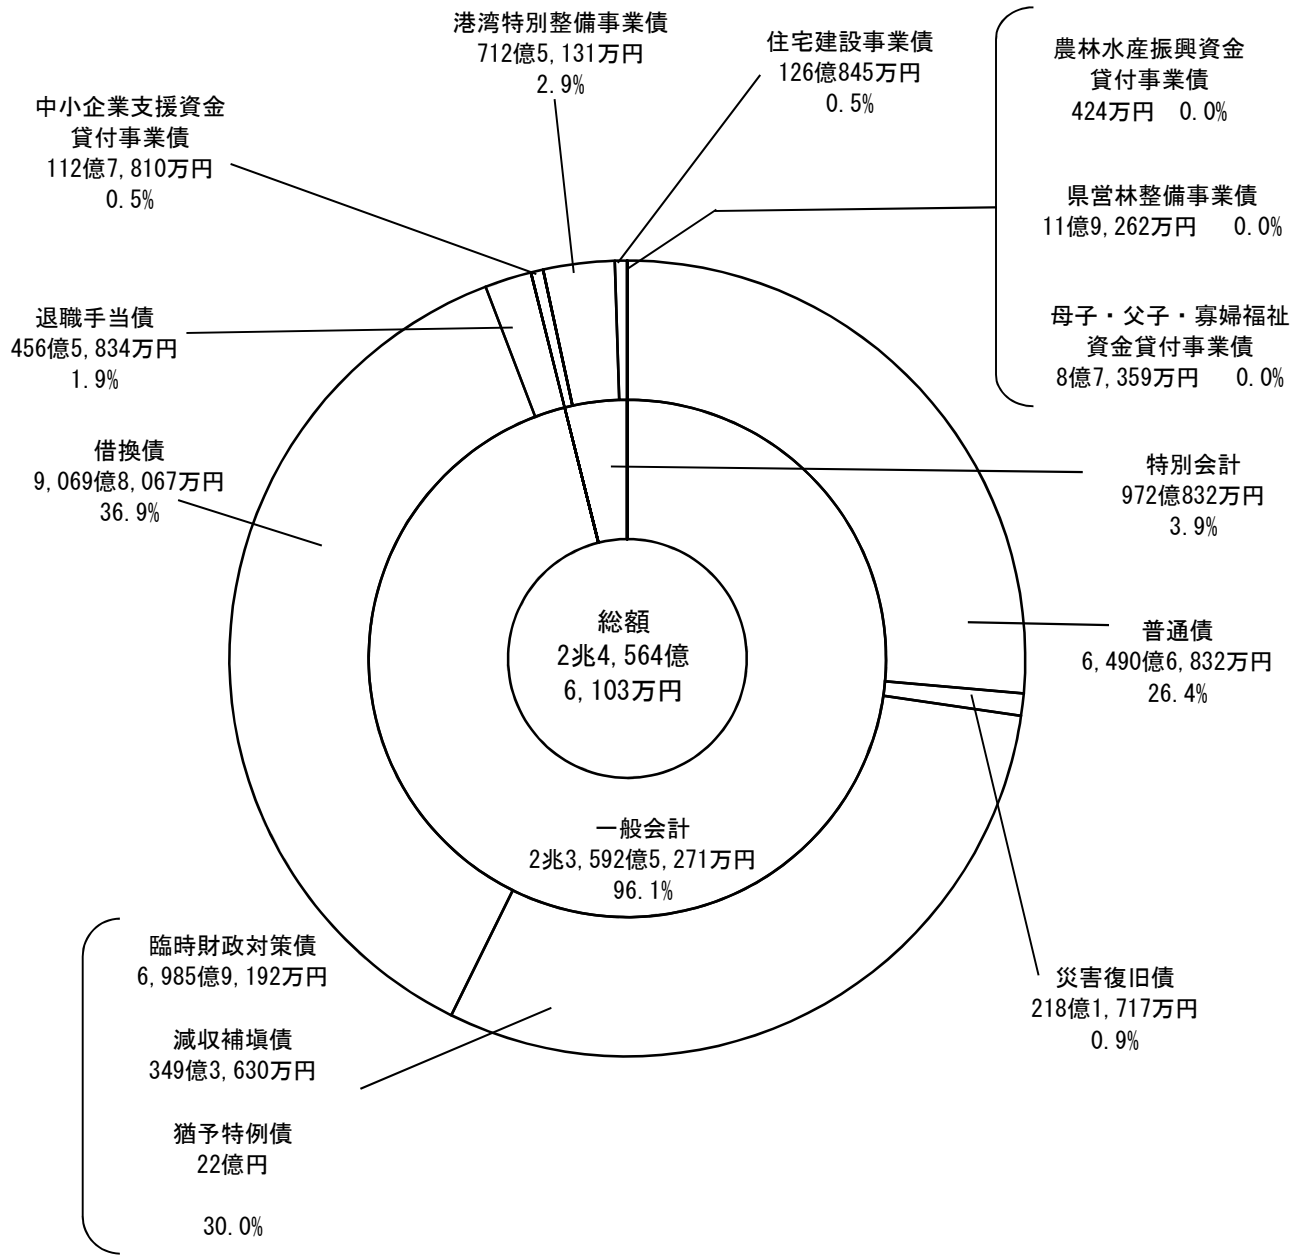 港湾特別整備事業債
712億5,131万円
2.9%
住宅建設事業債
126億845万円
0.5%
農林水産振興資金
貸付事業債
424万円 0.0%
県営林整備事業債
11億9,262万円 0.0%
母子・父子・寡婦福祉
資金貸付事業債
8億7,359万円 0.0%
中小企業支援資金
貸付事業債
112億7,810万円
0.5%
退職手当債
456億5,834万円
1.9%
借換債
9,069億8,067万円
36.9%
特別会計
972億832万円
3.9%
総額
2兆4,564億
6,103万円
普通債
6,490億6,832万円
26.4%
一般会計
2兆3,592億5,271万円
96.1%
災害復旧債
218億1,717万円
0.9%
臨時財政対策債
6,985億9,192万円
減収補塡債
349億3,630万円
猶予特例債
22億円
30.0%